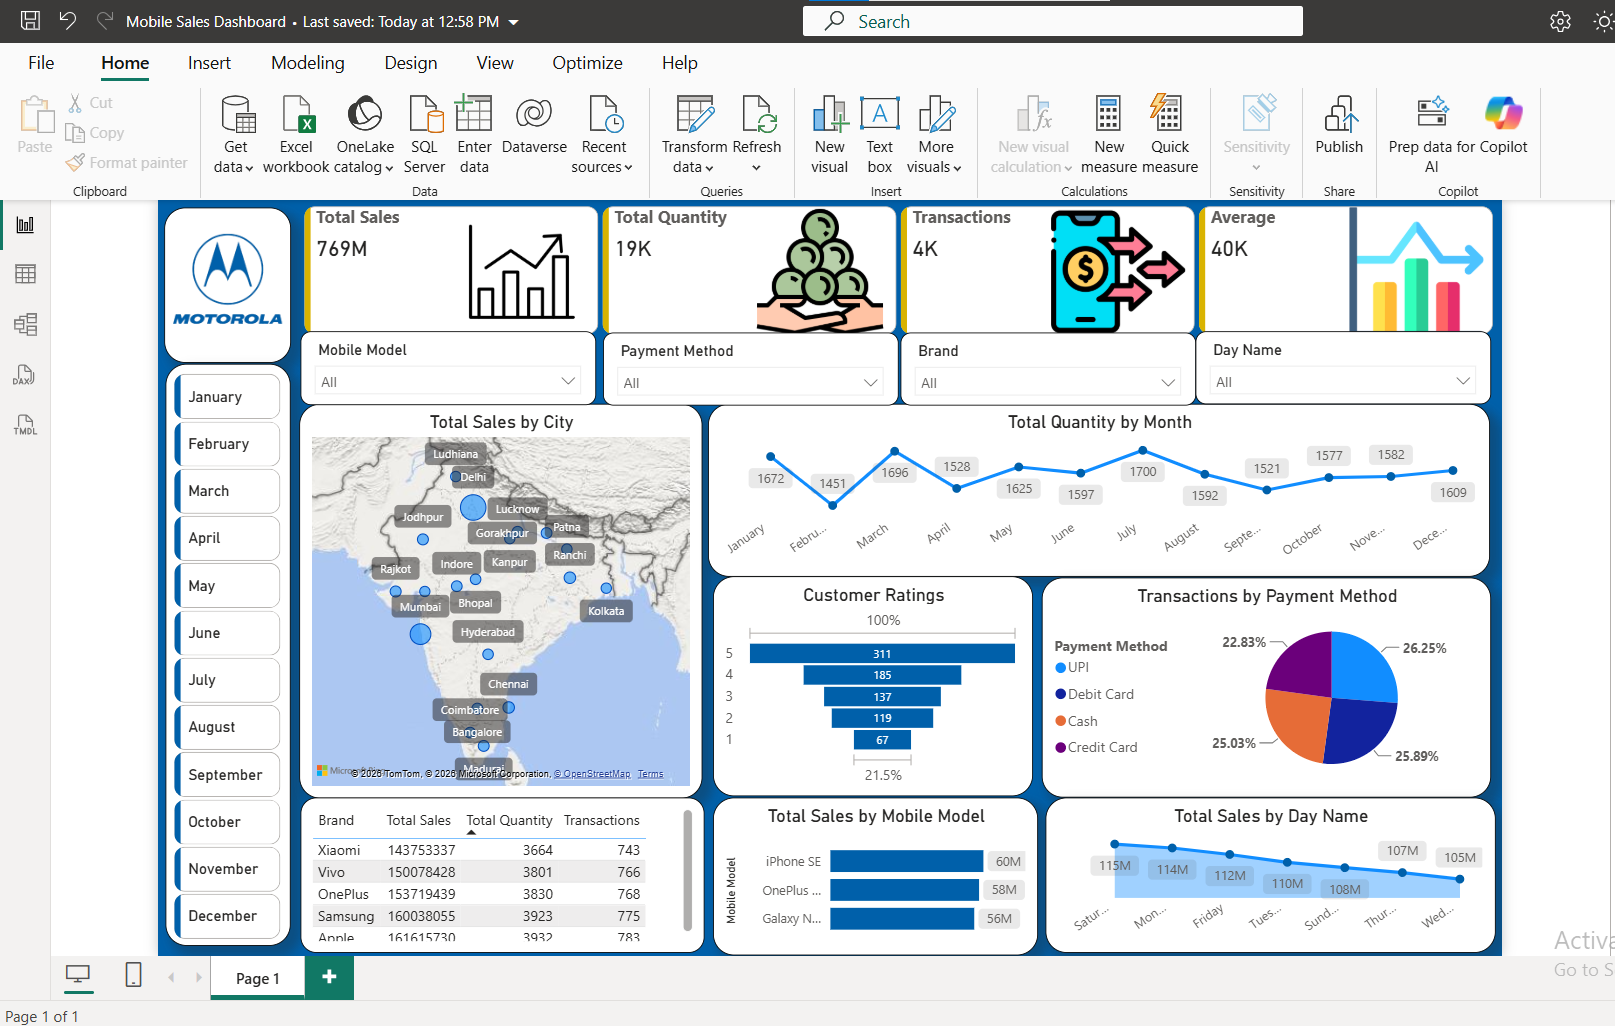 Mobile Sales Dashboard • Last saved: Today at 12:58 PM
Search
File Home Insert Modeling Design View Optimize Help
Paste
Cut
Copy
Format painter
Clipboard
Get data
Excel workbook
OneLake catalog
SQL Server
Enter data
Dataverse
Recent sources
Data
Transform data
Refresh
Queries
New visual
Text box
More visuals
Insert
New visual calculation
New measure
Quick measure
Calculations
Sensitivity
Sensitivity
Publish
Share
Prep data for AI
Copilot
Copilot
DAX
TMDL
MOTOROLA
Total Sales
769M
Total Quantity
19K
Transactions
4K
Average
40K
Mobile Model
All
Payment Method
All
Brand
All
Day Name
All
January
February
March
April
May
June
July
August
September
October
November
December
Total Sales by City
Ludhiana
Delhi
Lucknow
Jodhpur
Gorakhpur
Patna
Ranchi
Kanpur
Indore
Rajkot
Mumbai
Bhopal
Kolkata
Hyderabad
Chennai
Coimbatore
Bangalore
Madurai
© 2026 TomTom, © 2026 Microsoft Corporation, © OpenStreetMap Terms
Total Quantity by Month
1672 1451 1696 1528 1625 1597 1700 1592 1521 1577 1582 1609
January Febru... March April May June July August Septe... October Nove... Dece...
Customer Ratings
100%
5 311
4 185
3 137
2 119
1 67
21.5%
Transactions by Payment Method
Payment Method
UPI
Debit Card
Cash
Credit Card
22.83%
26.25%
25.03%
25.89%
Brand Total Sales Total Quantity Transactions
Xiaomi 143753337 3664 743
Vivo 150078428 3801 766
OnePlus 153719439 3830 768
Samsung 160038055 3923 775
Apple 161615730 3932 783
Total Sales by Mobile Model
Mobile Model
iPhone SE 60M
OnePlus ... 58M
Galaxy N... 56M
Total Sales by Day Name
115M 114M 112M 110M 108M 107M 105M
Satur... Mon... Friday Tues... Sund... Thur... Wed...
Activa
Go to S
Page 1
Page 1 of 1